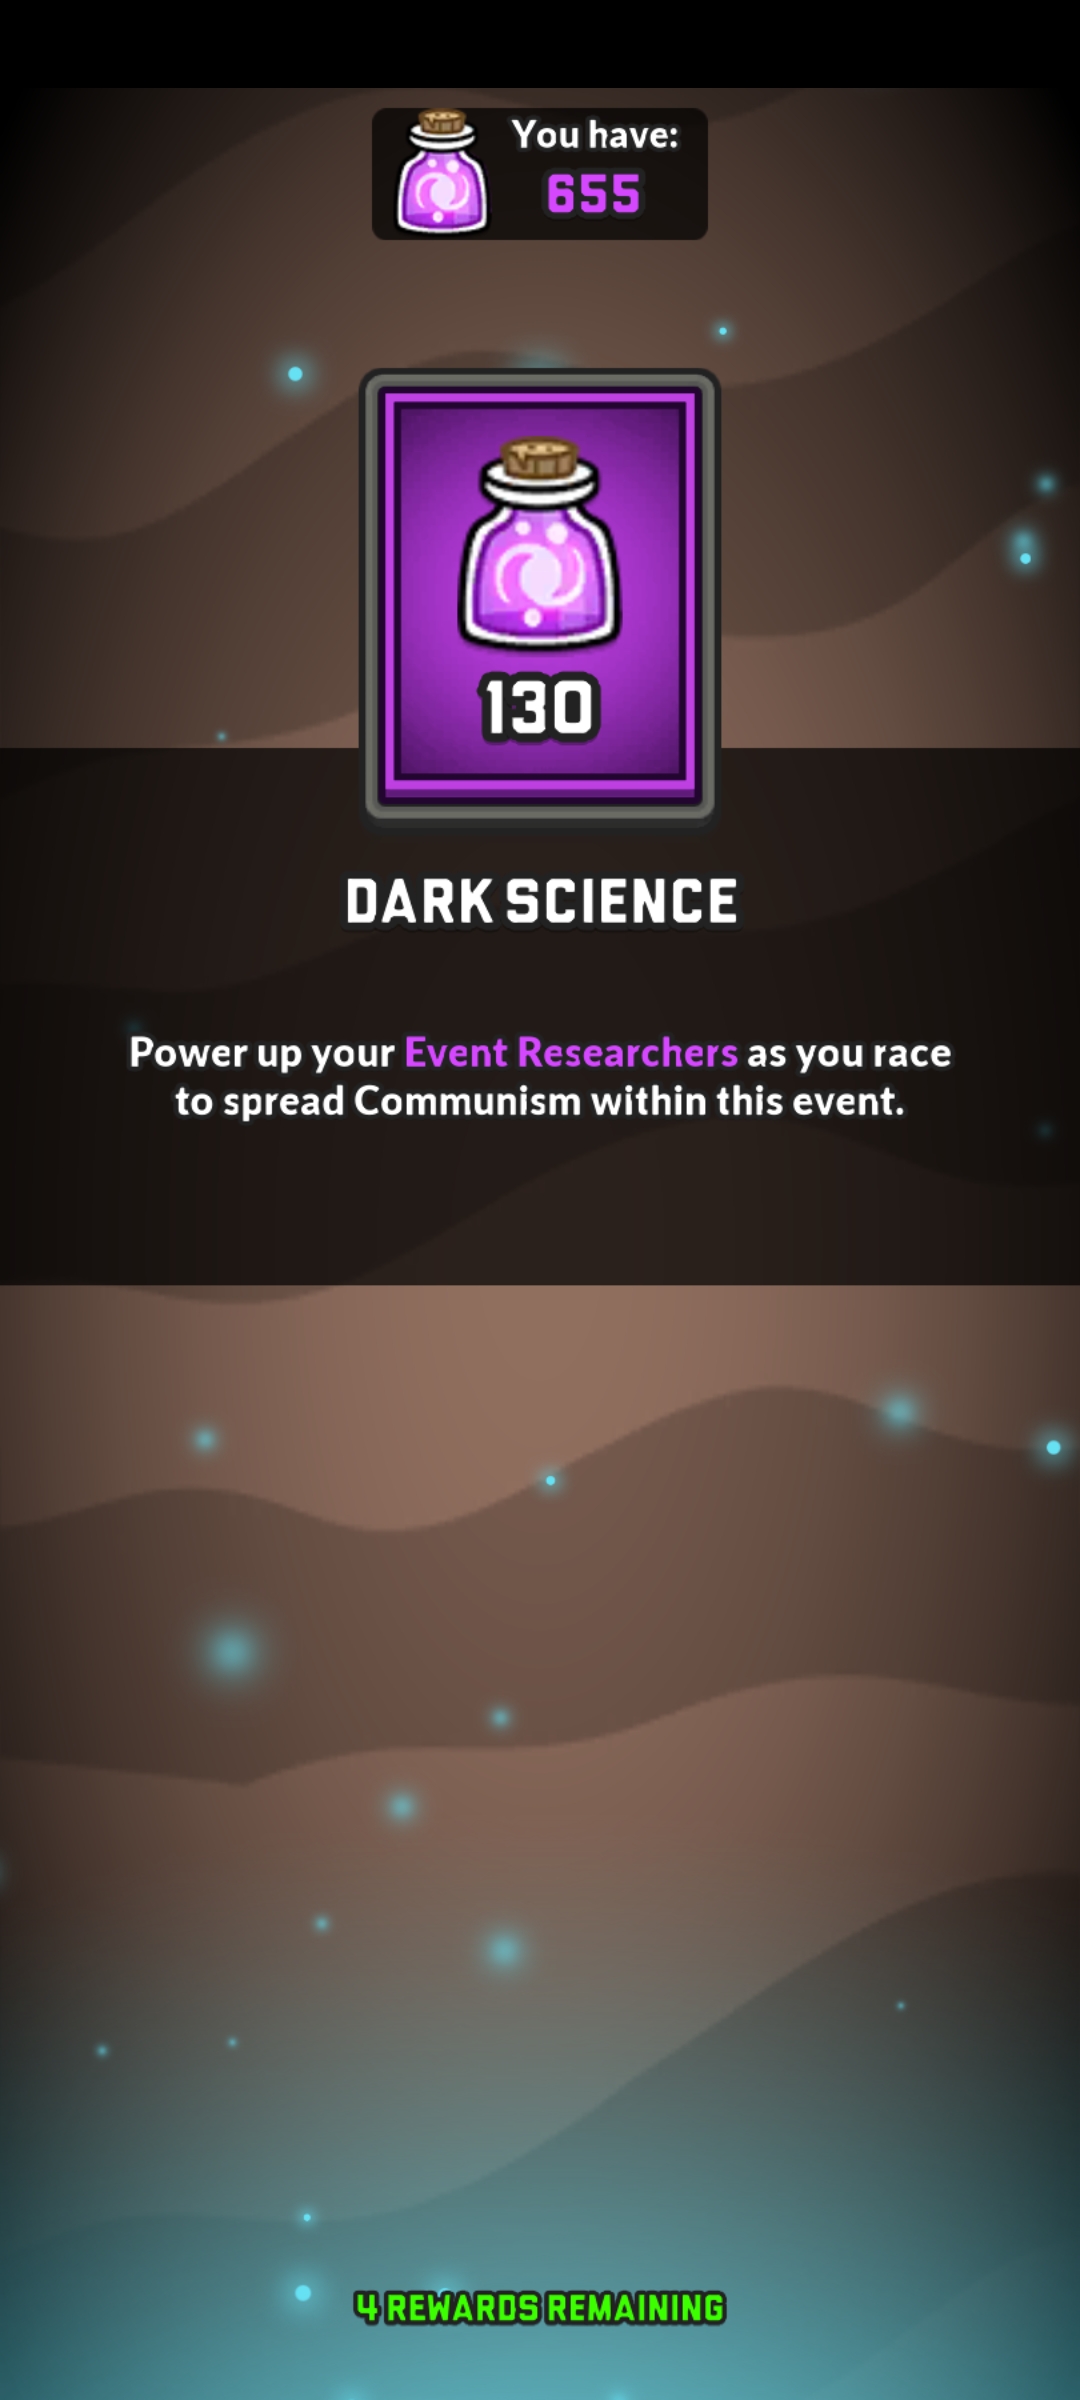 You have:
655
130
DARK SCIENCE
Power up your Event Researchers as you race
to spread Communism within this event.
4 REWARDS REMAINING